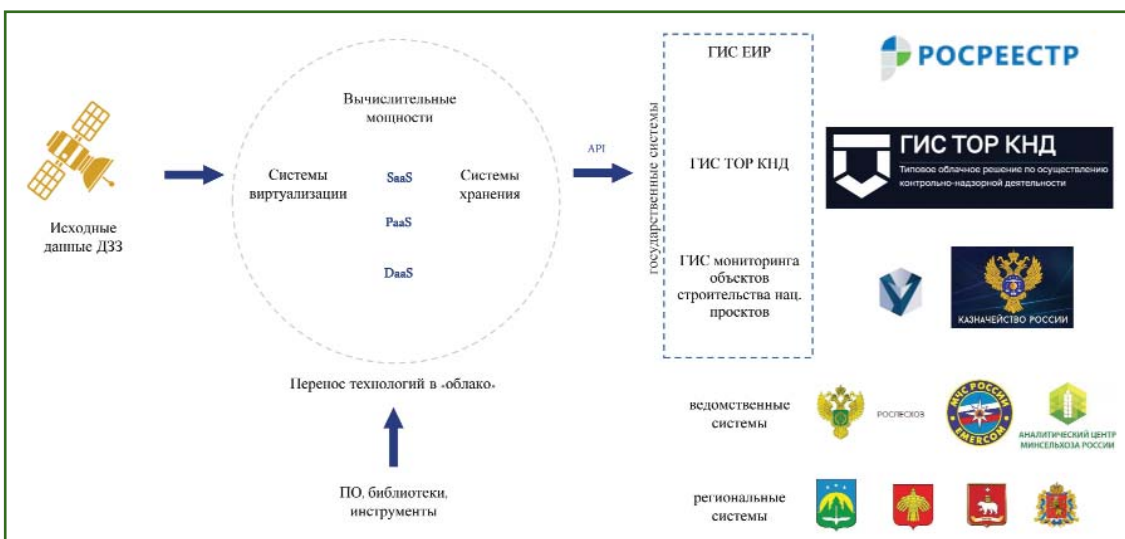 Исходные
данные ДЗЗ
Вычислительные
мощности
Системы
виртуализации
SaaS
PaaS
DaaS
Системы
хранения
Перенос технологий в «облако»
ПО, библиотеки,
инструменты
API
государственные системы
ГИС ЕИР
ГИС ТОР КНД
ГИС мониторинга
объектов
строительства нац.
проектов
РОСРЕЕСТР
ГИС ТОР КНД
Типовое облачное решение по осуществлению
контрольно-надзорной деятельности
КАЗНАЧЕЙСТВО РОССИИ
ведомственные
системы
РОСЛЕСХОЗ
МЧС РОССИИ
EMERCOM
АНАЛИТИЧЕСКИЙ ЦЕНТР
МИНСЕЛЬХОЗА РОССИИ
региональные
системы